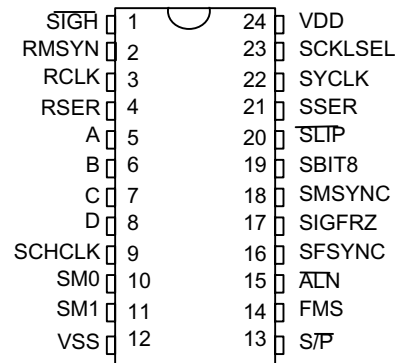 SIGH 1 24 VDD
RMSYN 2 23 SCKLSEL
RCLK 3 22 SYCLK
RSER 4 21 SSER
A 5 20 SLIP
B 6 19 SBIT8
C 7 18 SMSYNC
D 8 17 SIGFRZ
SCHCLK 9 16 SFSYNC
SM0 10 15 ALN
SM1 11 14 FMS
VSS 12 13 S/P